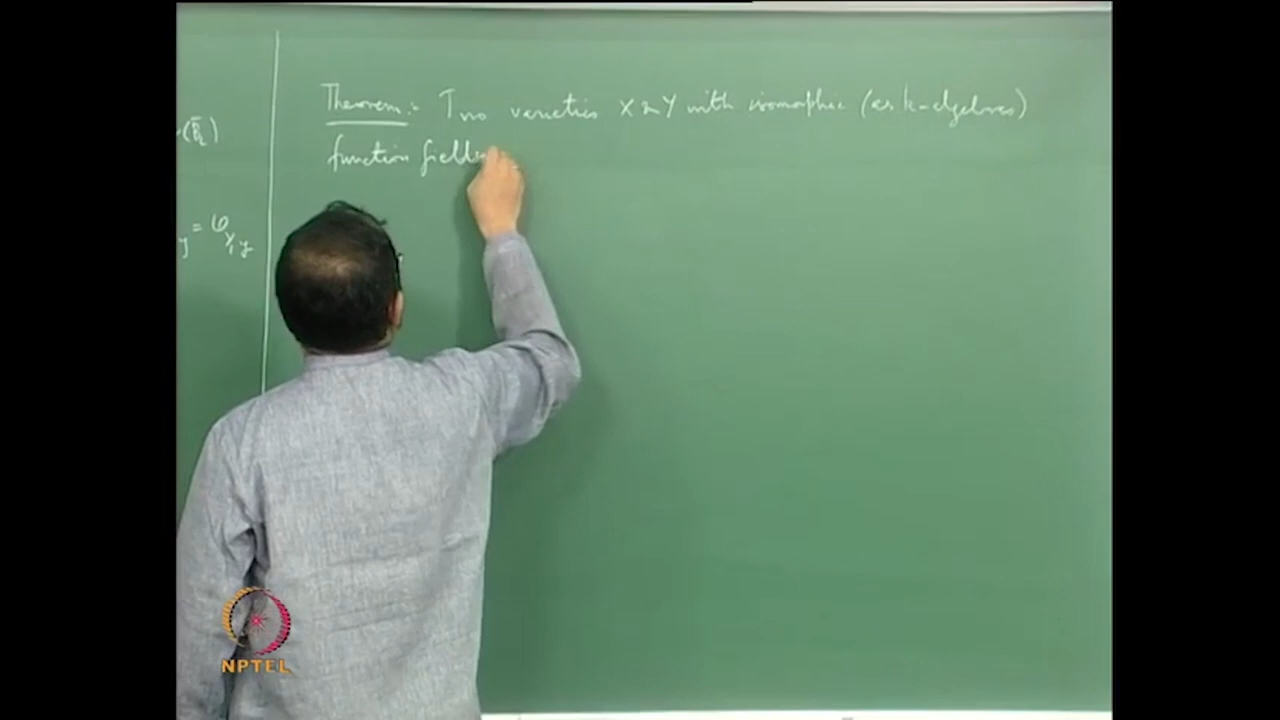 Theorem:- Two varieties X & Y with isomorphic (as k-algebras)
function fields
NPTEL